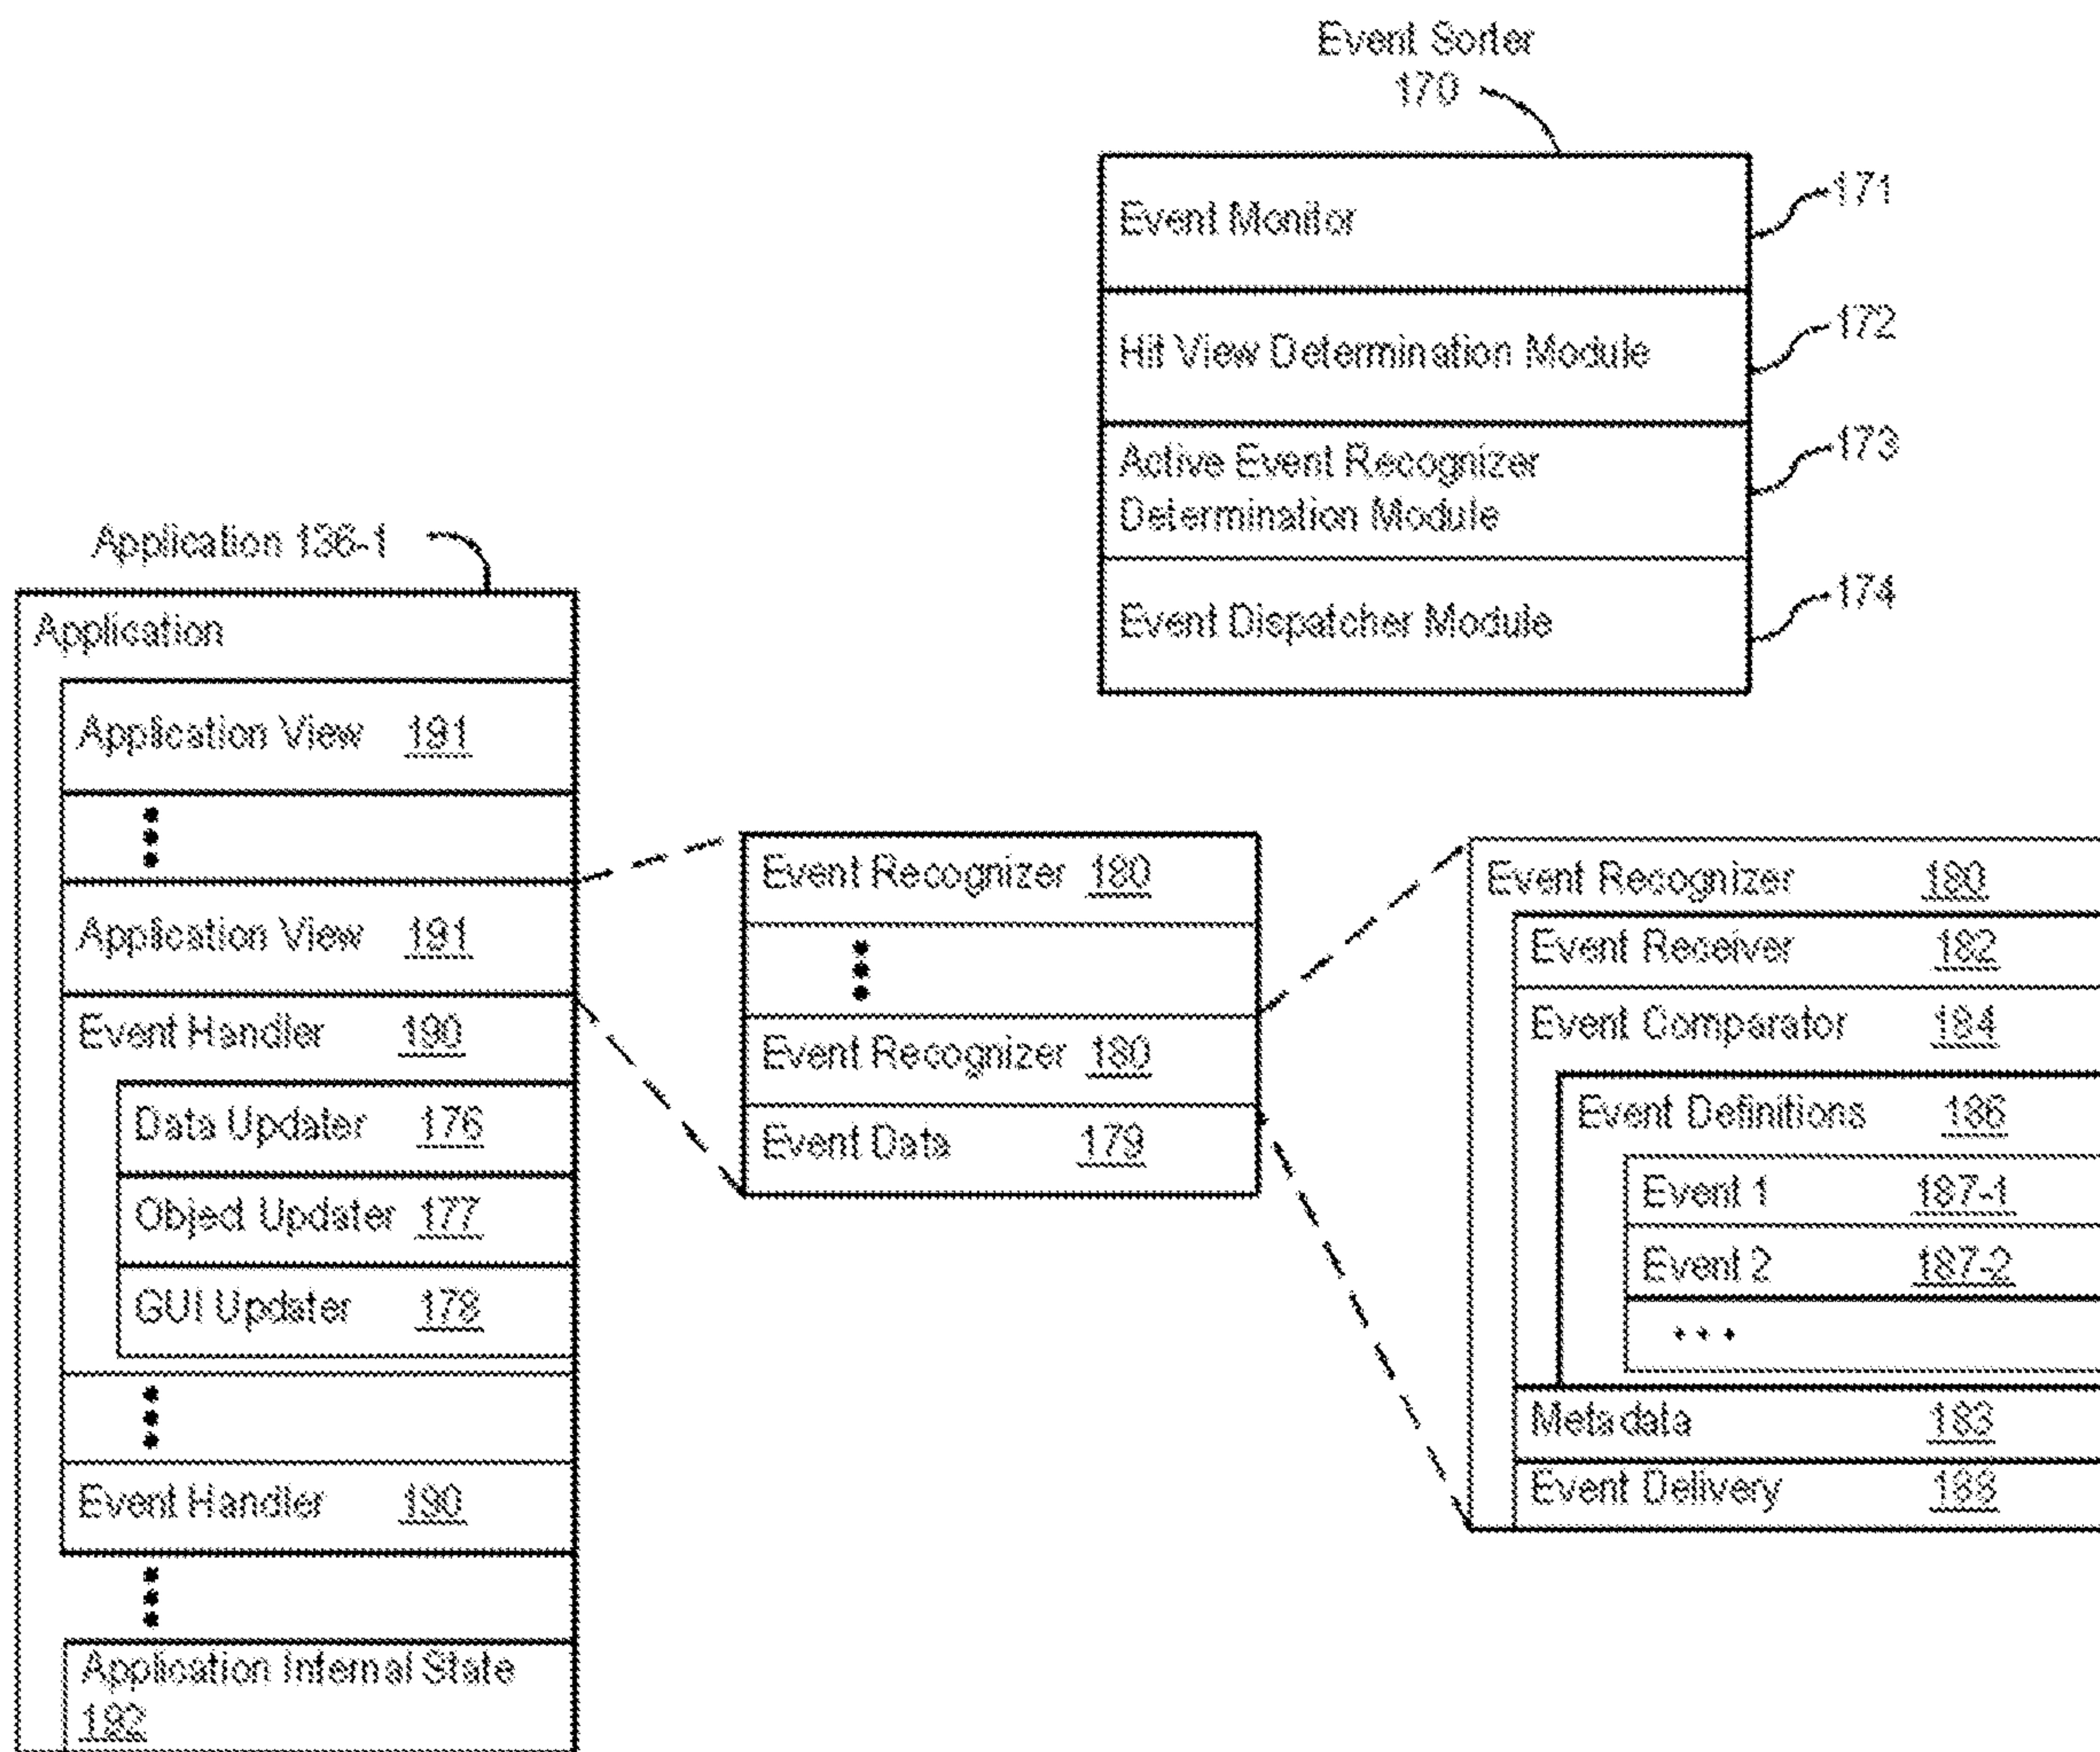 Event Sorter
170
Event Monitor
171
Hit View Determination Module
172
Active Event Recognizer
Determination Module
173
Event Dispatcher Module
174
Application 136-1
Application
Application View 191
Application View 191
Event Handler 190
Data Updater 176
Object Updater 177
GUI Updater 178
Event Handler 190
Application Internal State
192
Event Recognizer 180
Event Recognizer 180
Event Data 179
Event Recognizer 180
Event Receiver 182
Event Comparator 184
Event Definitions 186
Event 1 187-1
Event 2 187-2
Metadata 183
Event Delivery 188